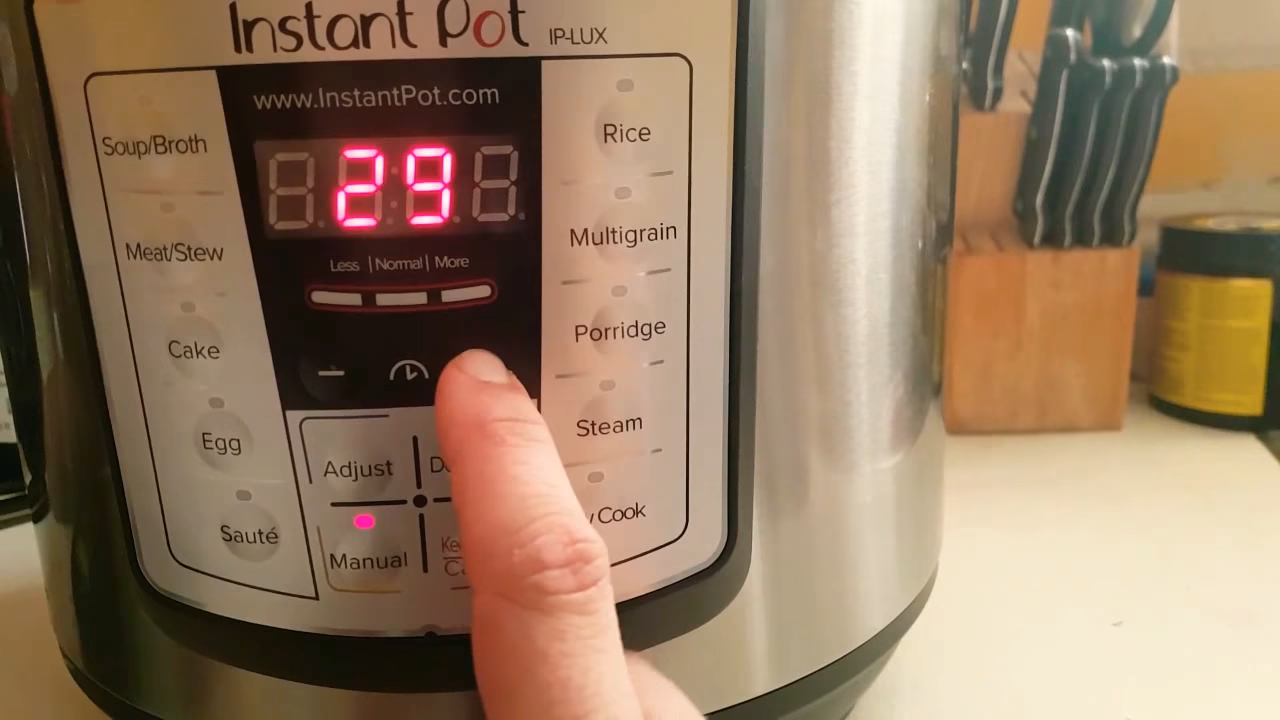 Instant Pot IP-LUX
www.InstantPot.com
29
Less | Normal | More
Soup/Broth
Meat/Stew
Cake
Egg
Sauté
Adjust
Manual
Rice
Multigrain
Porridge
Steam
Cook